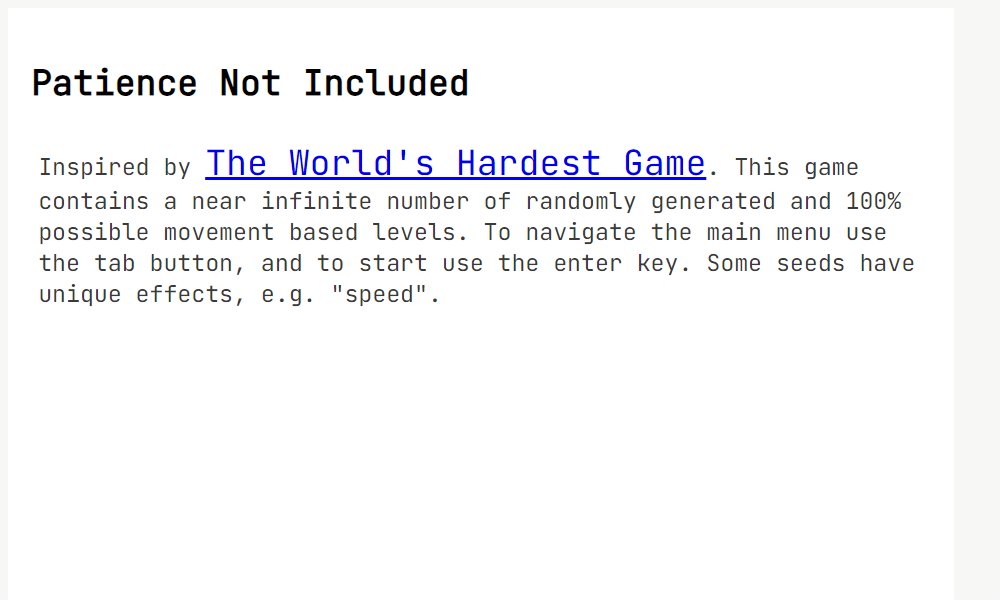 Patience Not Included
Inspired by The World's Hardest Game. This game
contains a near infinite number of randomly generated and 100%
possible movement based levels. To navigate the main menu use
the tab button, and to start use the enter key. Some seeds have
unique effects, e.g. "speed".